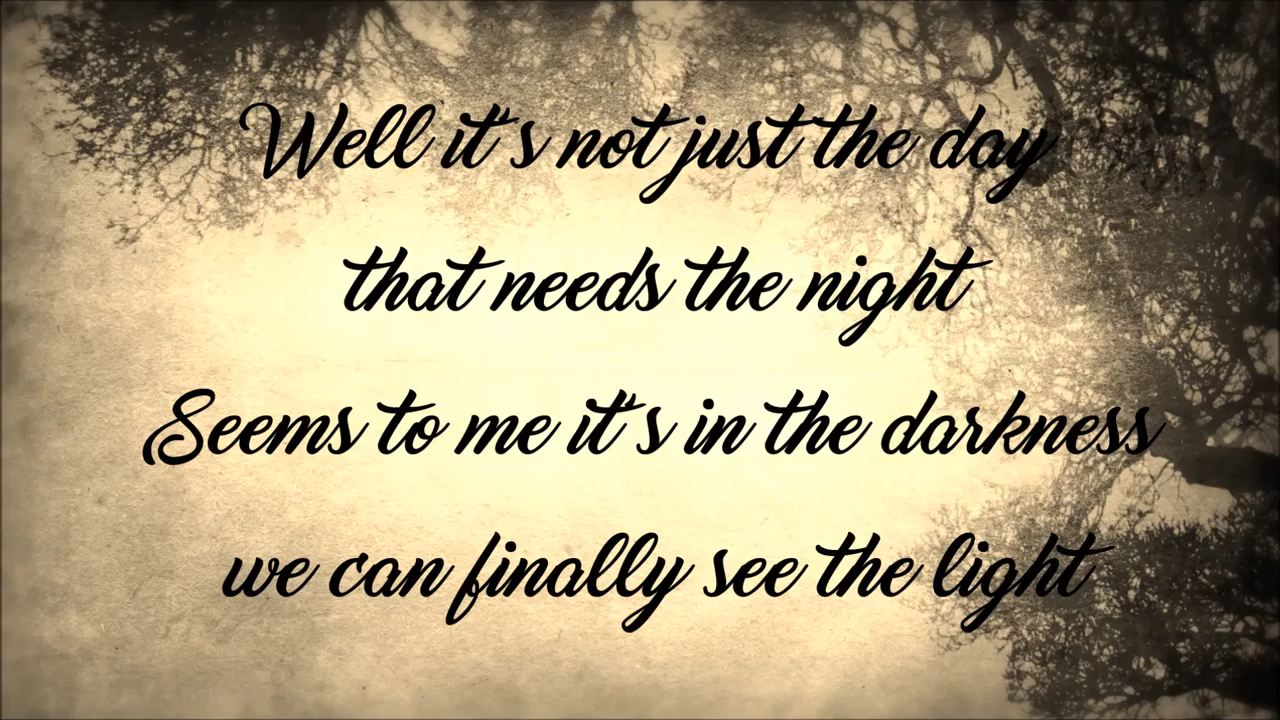 Well it's not just the day
that needs the night
Seems to me it's in the darkness
we can finally see the light